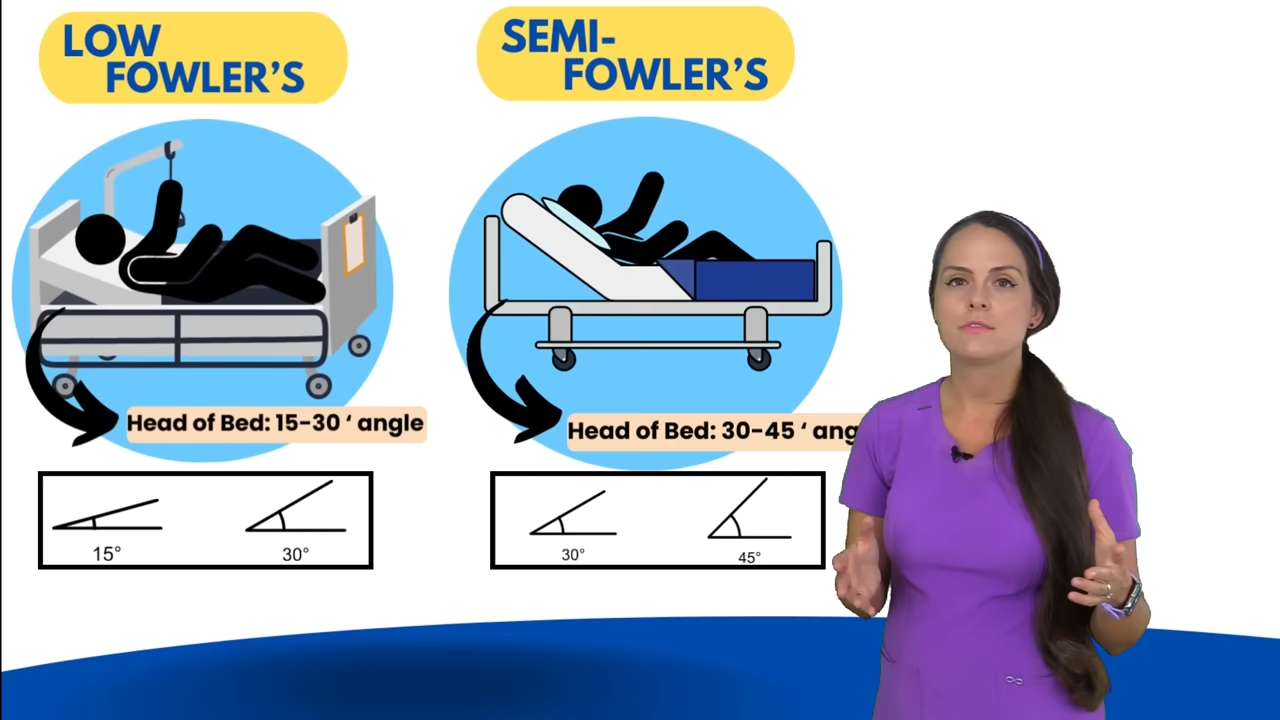 LOW
FOWLER'S
SEMI-
FOWLER'S
Head of Bed: 15-30 ‘ angle
Head of Bed: 30-45 ‘ ang
15°
30°
30°
45°